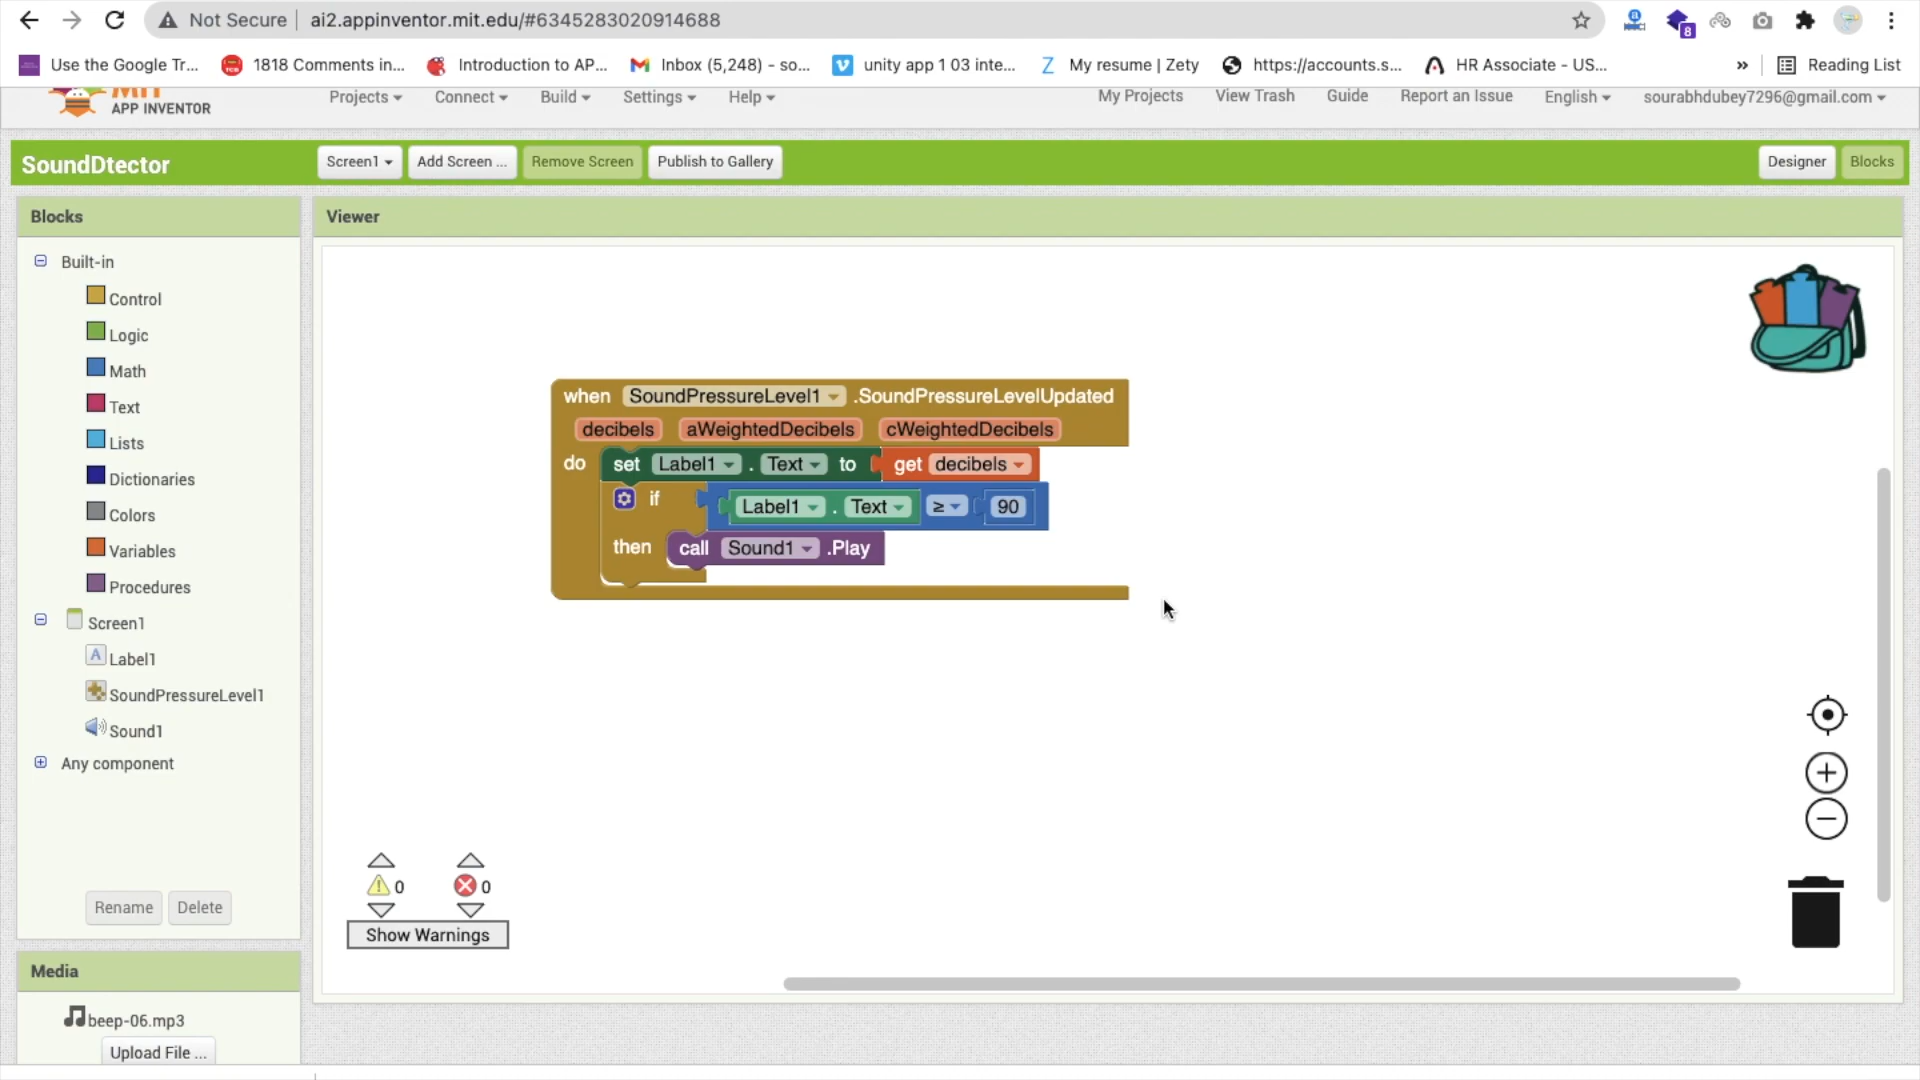 Not Secure ai2.appinventor.mit.edu/#6345283020914688
8
Use the Google Tr... 1818 Comments in... Introduction to AP... Inbox (5,248) - so... unity app 1 03 inte... Z My resume | Zety https://accounts.s... HR Associate - US... » Reading List
MIT
APP INVENTOR
Projects Connect Build Settings Help My Projects View Trash Guide Report an Issue English sourabhdubey7296@gmail.com
SoundDtector Screen1 Add Screen ... Remove Screen Publish to Gallery Designer Blocks
Blocks
Viewer
Built-in
Control
Logic
Math
Text
Lists
Dictionaries
Colors
Variables
Procedures
Screen1
Label1
SoundPressureLevel1
Sound1
Any component
Rename Delete
Media
beep-06.mp3
Upload File ...
when SoundPressureLevel1 .SoundPressureLevelUpdated
decibels aWeightedDecibels cWeightedDecibels
do set Label1 . Text to get decibels
if Label1 . Text ≥ 90
then call Sound1 .Play
0 0
Show Warnings